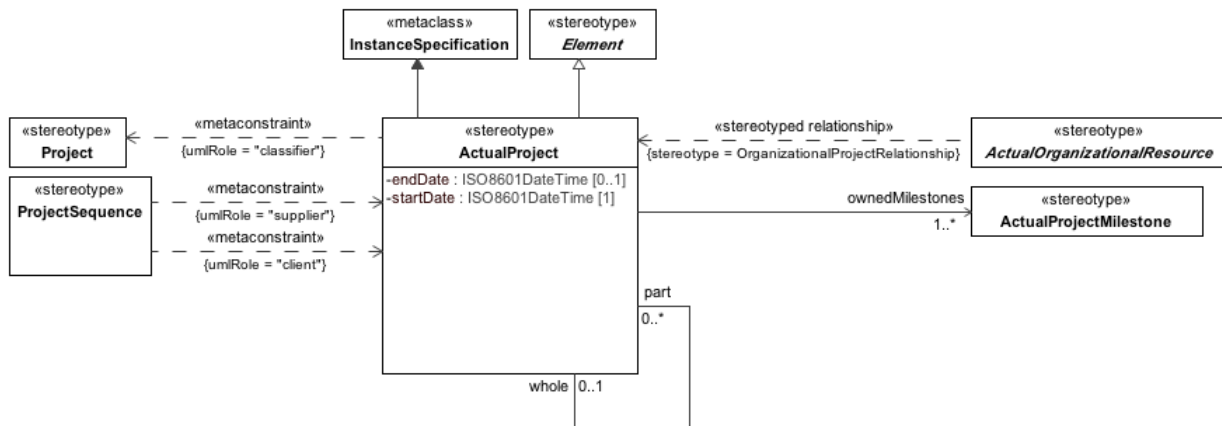 «metaclass»
InstanceSpecification
«stereotype»
Element
«stereotype»
Project
«metaconstraint»
{umlRole = "classifier"}
«stereotype»
ActualProject
-endDate : ISO8601DateTime [0..1]
-startDate : ISO8601DateTime [1]
«stereotyped relationship»
{stereotype = OrganizationalProjectRelationship}
«stereotype»
ActualOrganizationalResource
«stereotype»
ProjectSequence
«metaconstraint»
{umlRole = "supplier"}
«metaconstraint»
{umlRole = "client"}
ownedMilestones
1..*
«stereotype»
ActualProjectMilestone
part
0..*
whole
0..1